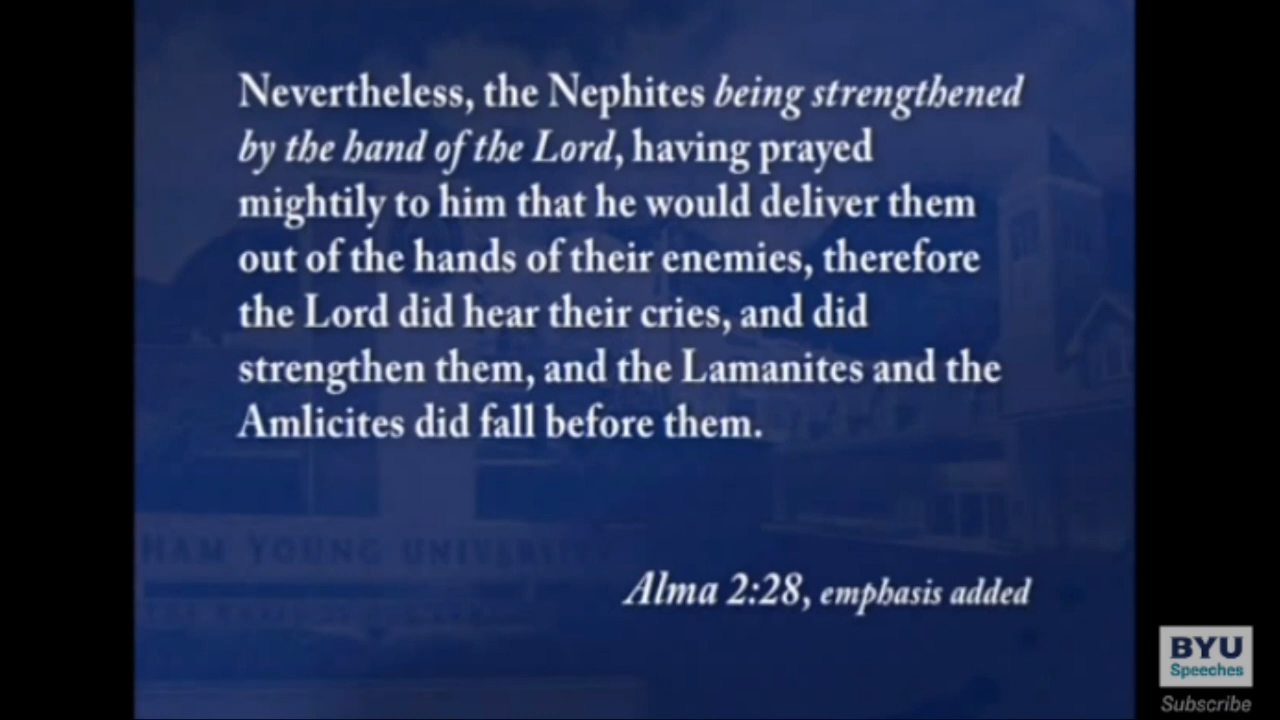 Nevertheless, the Nephites being strengthened
by the hand of the Lord, having prayed
mightily to him that he would deliver them
out of the hands of their enemies, therefore
the Lord did hear their cries, and did
strengthen them, and the Lamanites and the
Amlicites did fall before them.
HAM YOUNG UNIVERSITY
Alma 2:28, emphasis added
BYU
Speeches
Subscribe